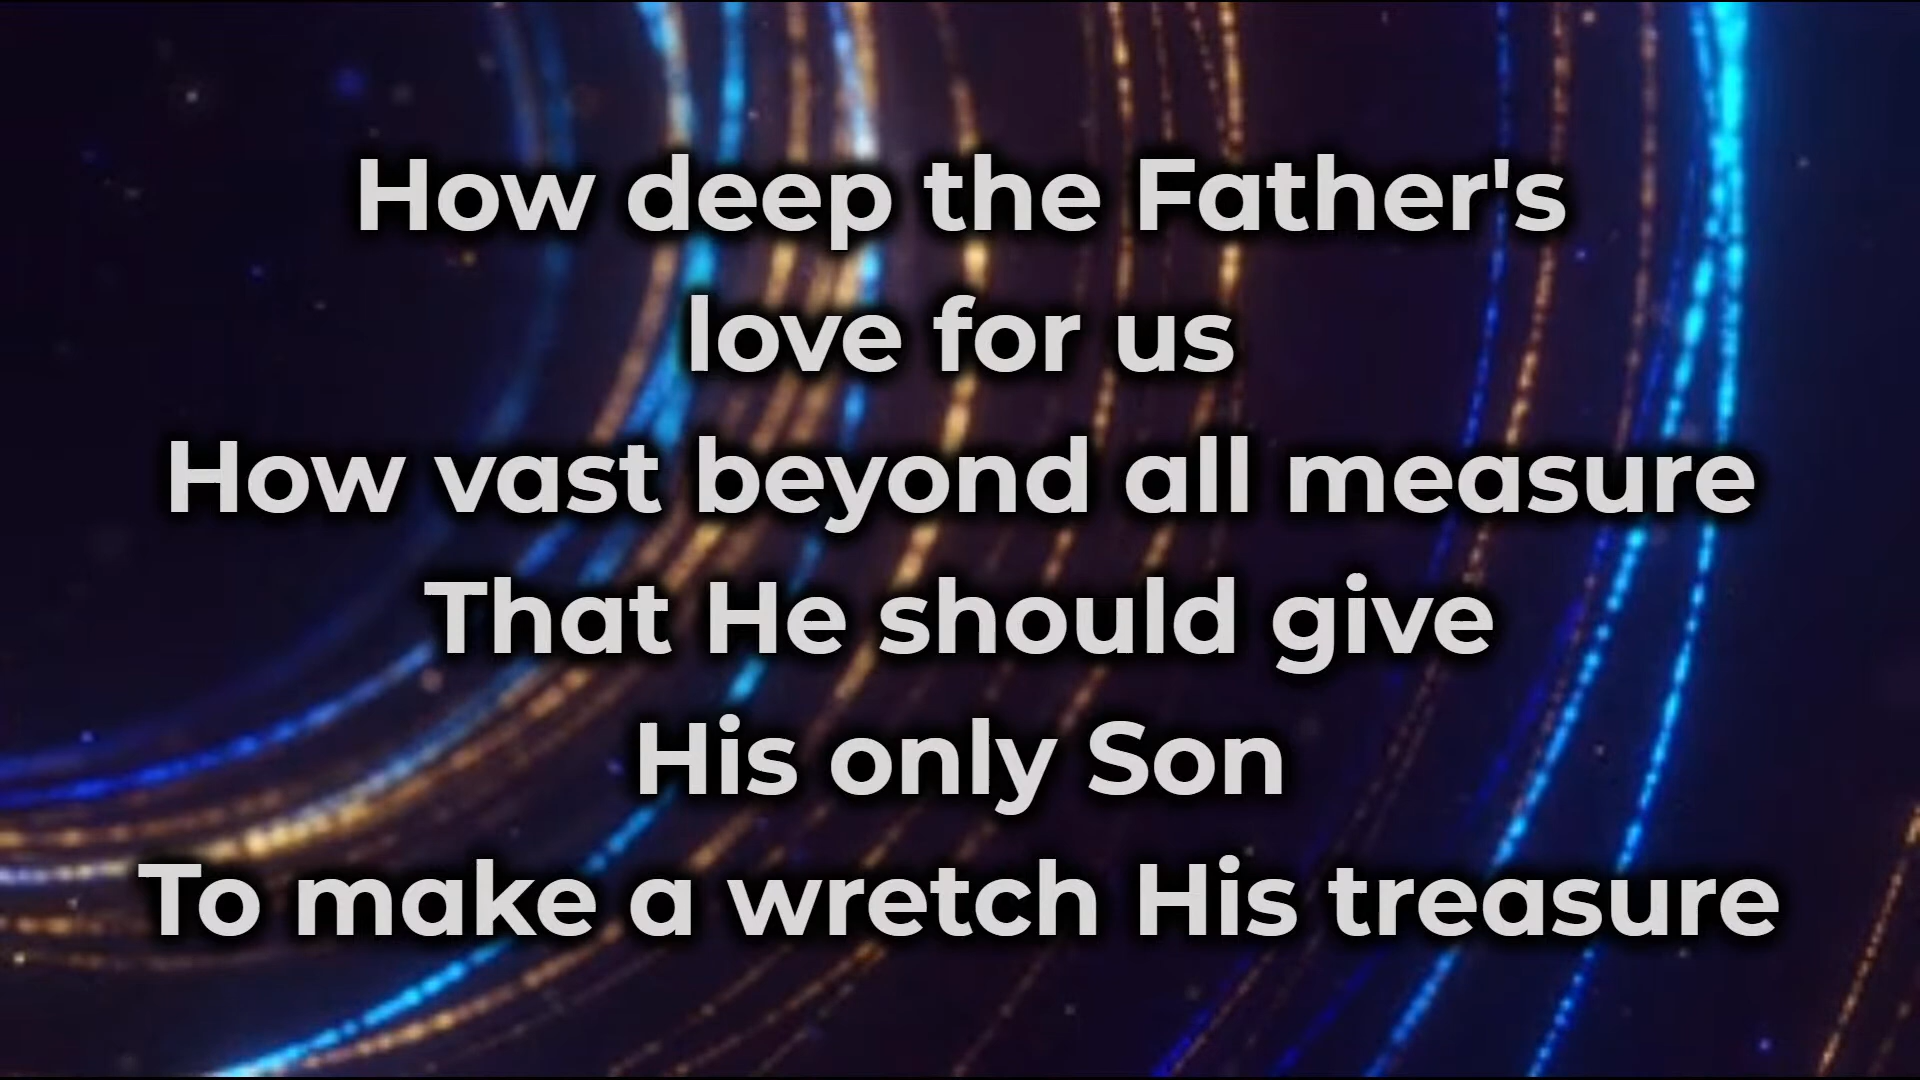 How deep the Father's
love for us
How vast beyond all measure
That He should give
His only Son
To make a wretch His treasure